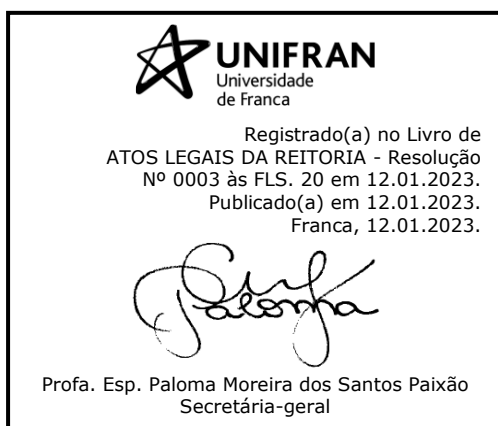 UNIFRAN
Universidade
de Franca
Registrado(a) no Livro de
ATOS LEGAIS DA REITORIA - Resolução
Nº 0003 às FLS. 20 em 12.01.2023.
Publicado(a) em 12.01.2023.
Franca, 12.01.2023.
Paloma
Profa. Esp. Paloma Moreira dos Santos Paixão
Secretária-geral